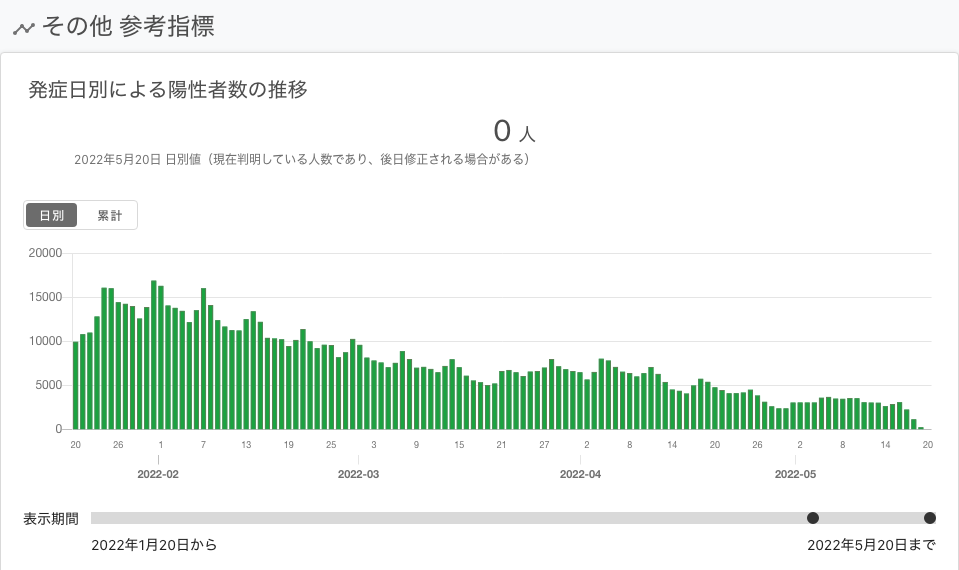 その他 参考指標
発症日別による陽性者数の推移
0 人
2022年5月20日 日別値（現在判明している人数であり、後日修正される場合がある）
日別 累計
20000
15000
10000
5000
0
20 26 1 7 13 19 25 3 9 15 21 27 2 8 14 20 26 2 8 14 20
2022-02 2022-03 2022-04 2022-05
表示期間
2022年1月20日から 2022年5月20日まで